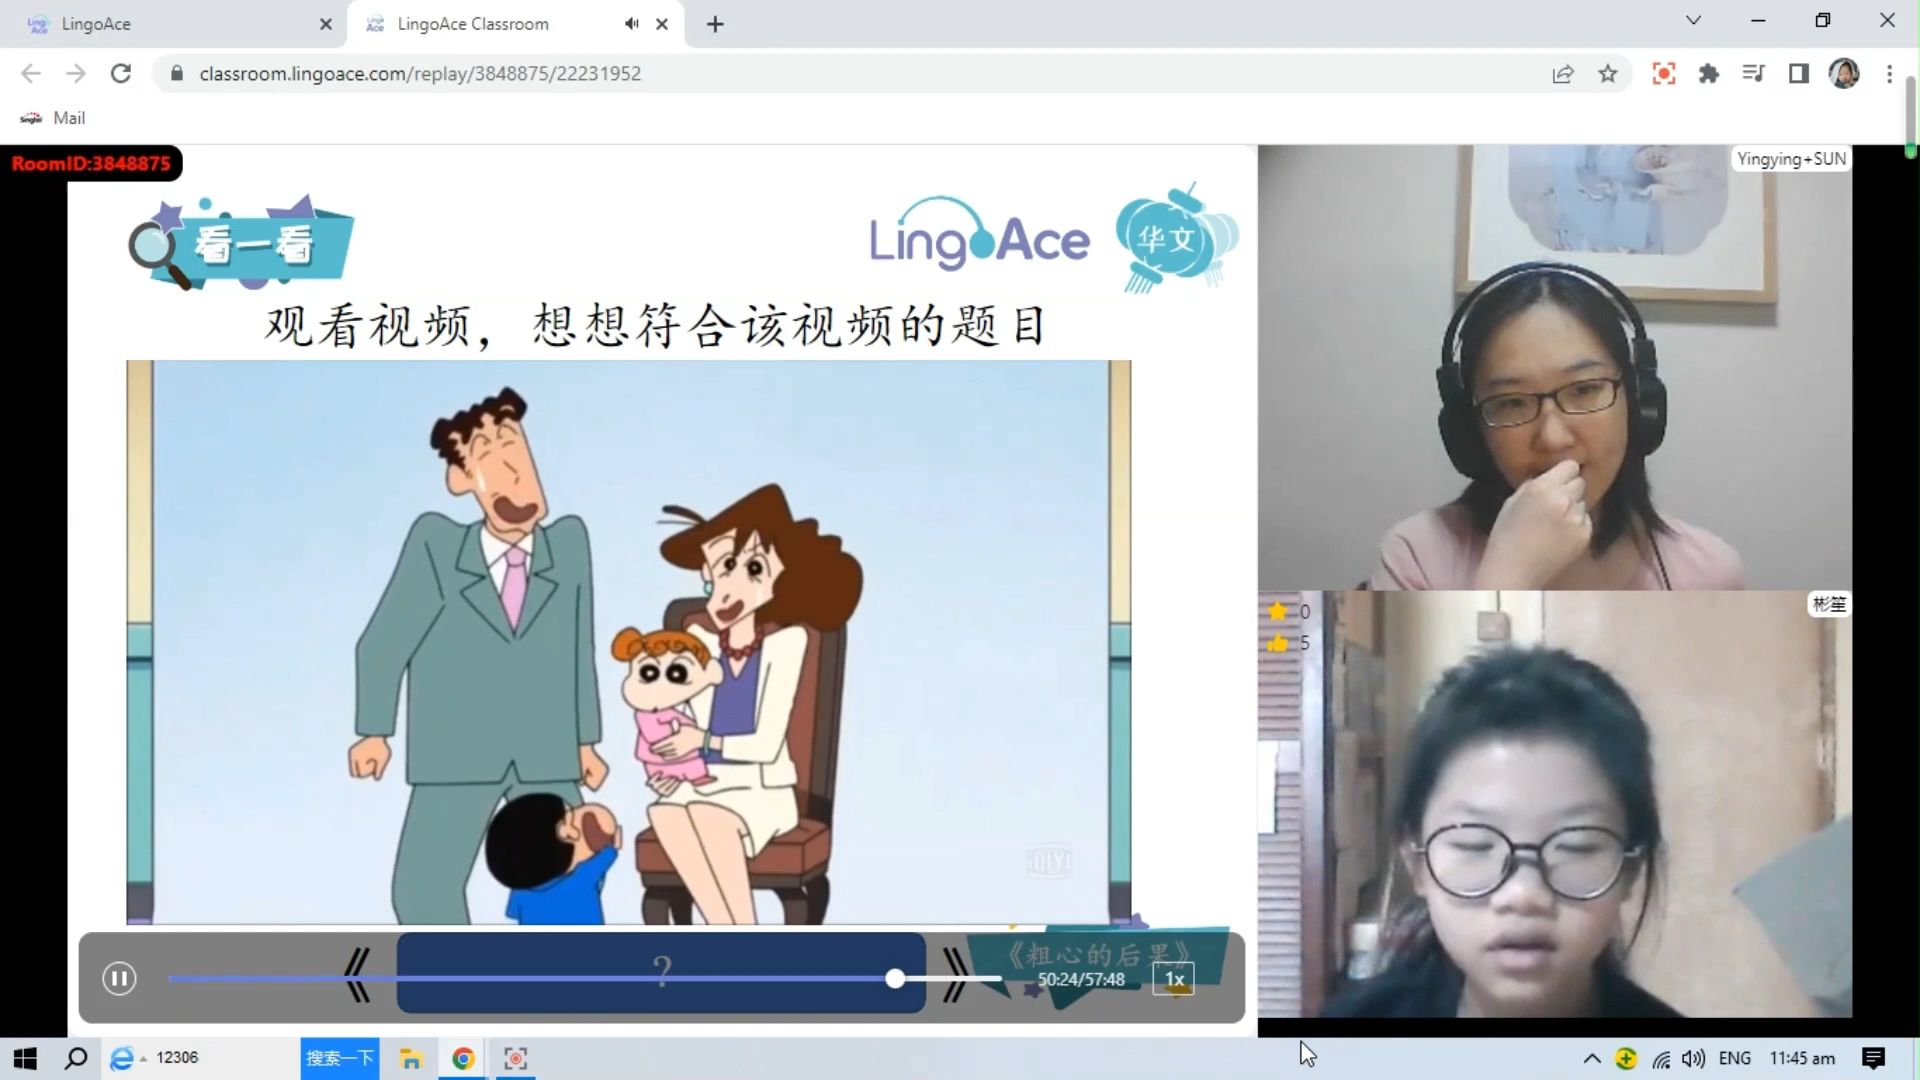 LingoAce
LingoAce Classroom
classroom.lingoace.com/replay/3848875/22231952
Singtel Mail
RoomID:3848875
看一看
LingoAce
华文
Yingying+SUN
观看视频，想想符合该视频的题目
彬笙
0
5
iQIYI
?
《粗心的后果》
50:24/57:48
1x
12306
搜索一下
ENG
11:45 am